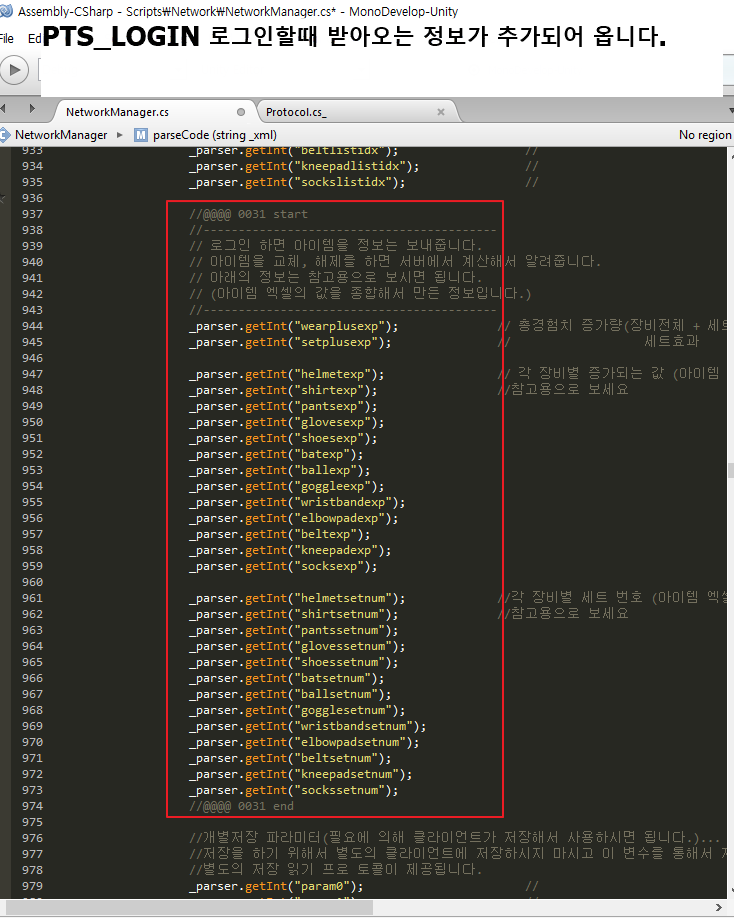 Assembly-CSharp - Scripts₩Network₩NetworkManager.cs* - MonoDevelop-Unity
File Ed PTS_LOGIN 로그인할때 받아오는 정보가 추가되어 옵니다.
NetworkManager.cs Protocol.cs_
NetworkManager ▸ M parseCode (string _xml) No region
933 _parser.getInt("beltlistidx"); //
934 _parser.getInt("kneepadlistidx"); //
935 _parser.getInt("sockslistidx"); //
936
937 //@@@@ 0031 start
938 //---------------------------------------
939 // 로그인 하면 아이템을 정보는 보내줍니다.
940 // 아이템을 교체, 해제를 하면 서버에서 계산해서 알려줍니다.
941 // 아래의 정보는 참고용으로 보시면 됩니다.
942 // (아이템 엑셀의 값을 종합해서 만든 정보입니다.)
943 //---------------------------------------
944 _parser.getInt("wearplusexp"); // 총경험치 증가량(장비전체 + 세트
945 _parser.getInt("setplusexp"); // 세트효과
946
947 _parser.getInt("helmetexp"); // 각 장비별 증가되는 값 (아이템
948 _parser.getInt("shirtexp"); //참고용으로 보세요
949 _parser.getInt("pantsexp");
950 _parser.getInt("glovesexp");
951 _parser.getInt("shoesexp");
952 _parser.getInt("batexp");
953 _parser.getInt("ballexp");
954 _parser.getInt("goggleexp");
955 _parser.getInt("wristbandexp");
956 _parser.getInt("elbowpadexp");
957 _parser.getInt("beltexp");
958 _parser.getInt("kneepadexp");
959 _parser.getInt("socksexp");
960
961 _parser.getInt("helmetsetnum"); //각 장비별 세트 번호 (아이템 엑셀
962 _parser.getInt("shirtsetnum"); //참고용으로 보세요
963 _parser.getInt("pantssetnum");
964 _parser.getInt("glovessetnum");
965 _parser.getInt("shoessetnum");
966 _parser.getInt("batsetnum");
967 _parser.getInt("ballsetnum");
968 _parser.getInt("gogglesetnum");
969 _parser.getInt("wristbandsetnum");
970 _parser.getInt("elbowpadsetnum");
971 _parser.getInt("beltsetnum");
972 _parser.getInt("kneepadsetnum");
973 _parser.getInt("sockssetnum");
974 //@@@@ 0031 end
975
976 //개별저장 파라미터(필요에 의해 클라이언트가 저장해서 사용하시면 됩니다.)...
977 //저장을 하기 위해서 별도의 클라이언트에 저장하시지 마시고 이 변수를 통해서
978 //별도의 저장 읽기 프로 토콜이 제공됩니다.
979 _parser.getInt("param0"); //